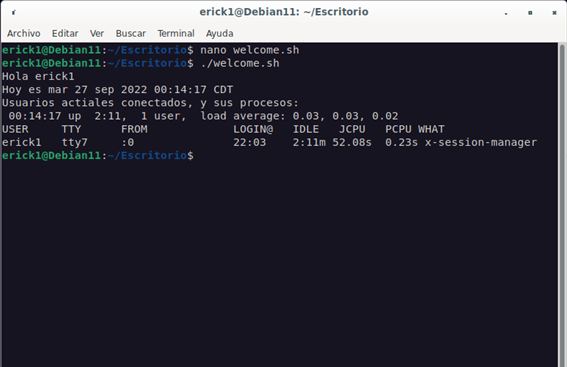 erick1@Debian11: ~/Escritorio
Archivo Editar Ver Buscar Terminal Ayuda
erick1@Debian11:~/Escritorio$ nano welcome.sh
erick1@Debian11:~/Escritorio$ ./welcome.sh
Hola erick1
Hoy es mar 27 sep 2022 00:14:17 CDT
Usuarios actiales conectados, y sus procesos:
 00:14:17 up  2:11,  1 user,  load average: 0.03, 0.03, 0.02
USER     TTY      FROM             LOGIN@   IDLE   JCPU   PCPU WHAT
erick1   tty7     :0               22:03    2:11m 52.08s  0.23s x-session-manager
erick1@Debian11:~/Escritorio$